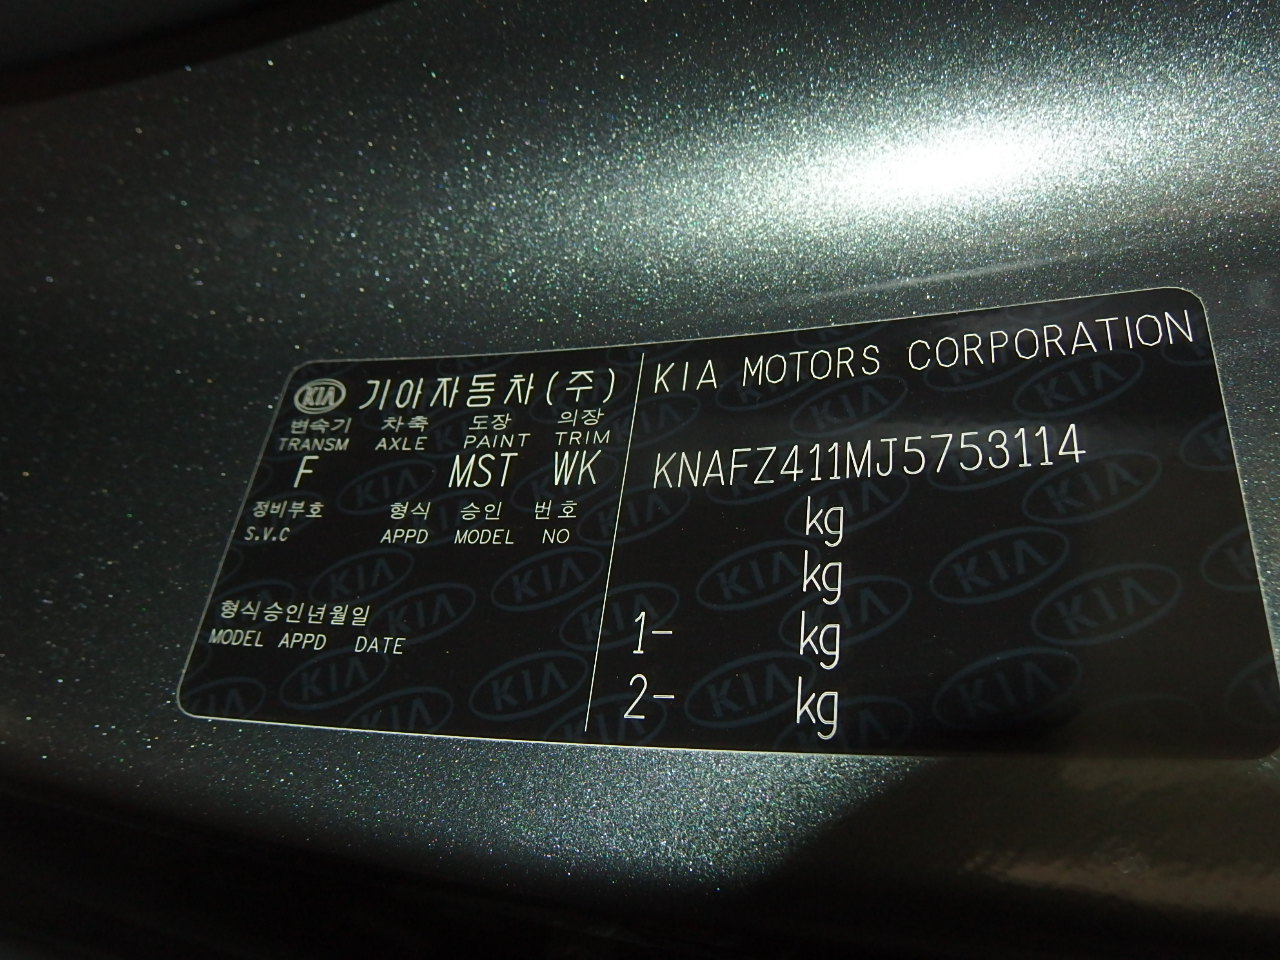 KIA 기아자동차(주)
변속기 차축 도장 의장
TRANSM AXLE PAINT TRIM
F MST WK
정비부호 형식 승인 번호
S.V.C APPD MODEL NO
형식승인년월일
MODEL APPD DATE
KIA MOTORS CORPORATION
KNAFZ411MJ5753114
kg
kg
1- kg
2- kg